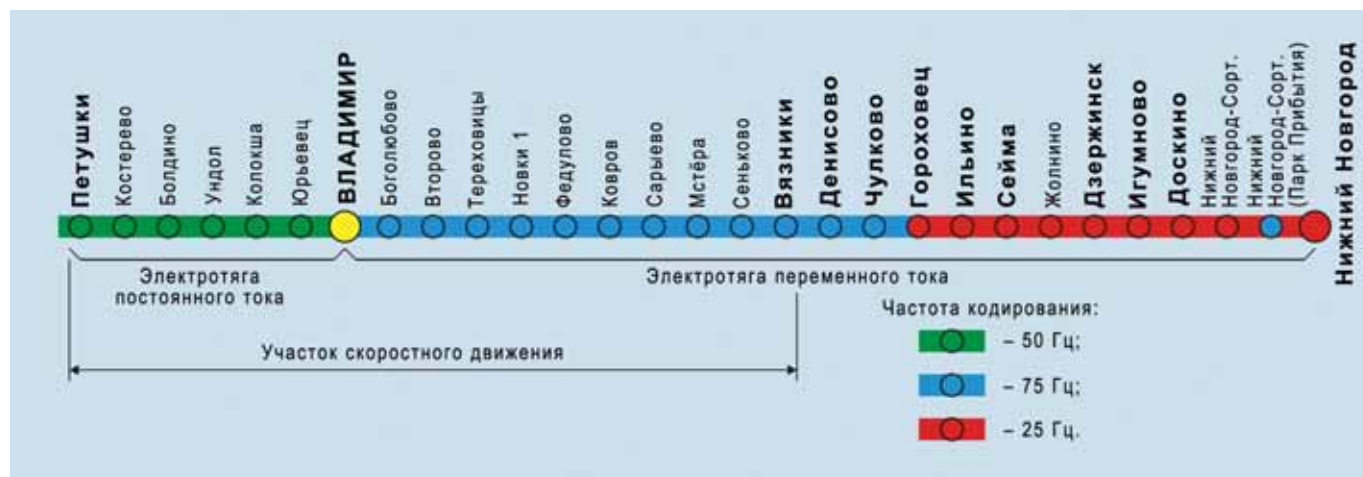 Петушки
Костерево
Болдино
Ундол
Колокша
Юрьевец
ВЛАДИМИР
Боголюбово
Второво
Тереховицы
Новки 1
Федулово
Ковров
Сарыево
Мстёра
Сеньково
Вязники
Денисово
Чулково
Гороховец
Ильино
Сейма
Жолнино
Дзержинск
Игумново
Доскино
Нижний
Новгород-Сорт.
Нижний
Новгород-Сорт.
(Парк Прибытия)
Нижний Новгород
Электротяга
постоянного тока
Электротяга переменного тока
Участок скоростного движения
Частота кодирования:
– 50 Гц;
– 75 Гц;
– 25 Гц.